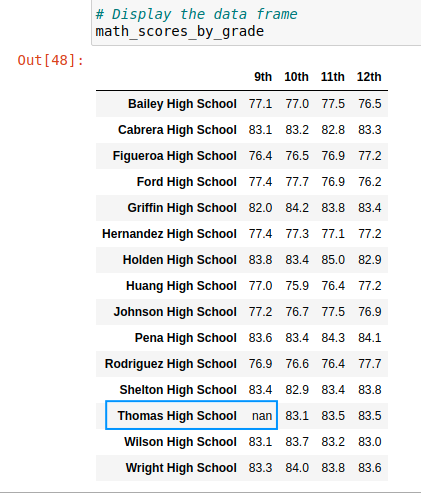 # Display the data frame
math_scores_by_grade
Out[48]:
9th 10th 11th 12th
Bailey High School 77.1 77.0 77.5 76.5
Cabrera High School 83.1 83.2 82.8 83.3
Figueroa High School 76.4 76.5 76.9 77.2
Ford High School 77.4 77.7 76.9 76.2
Griffin High School 82.0 84.2 83.8 83.4
Hernandez High School 77.4 77.3 77.1 77.2
Holden High School 83.8 83.4 85.0 82.9
Huang High School 77.0 75.9 76.4 77.2
Johnson High School 77.2 76.7 77.5 76.9
Pena High School 83.6 83.4 84.3 84.1
Rodriguez High School 76.9 76.6 76.4 77.7
Shelton High School 83.4 82.9 83.4 83.8
Thomas High School nan 83.1 83.5 83.5
Wilson High School 83.1 83.7 83.2 83.0
Wright High School 83.3 84.0 83.8 83.6